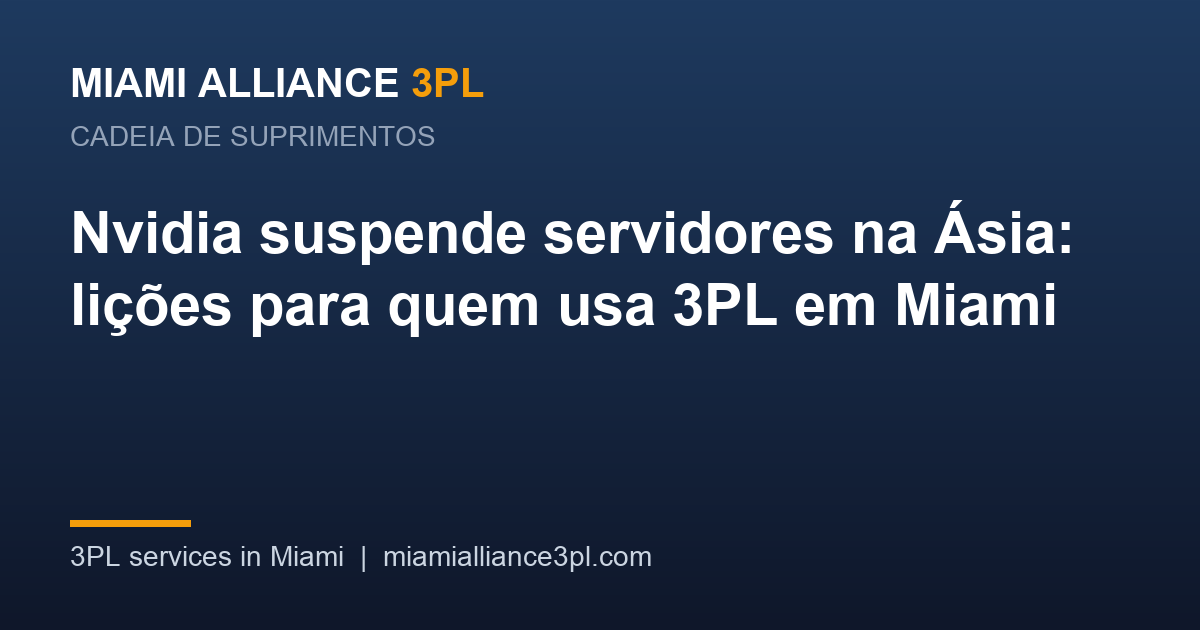 MIAMI ALLIANCE 3PL
CADEIA DE SUPRIMENTOS
Nvidia suspende servidores na Ásia:
lições para quem usa 3PL em Miami
3PL services in Miami | miamialliance3pl.com